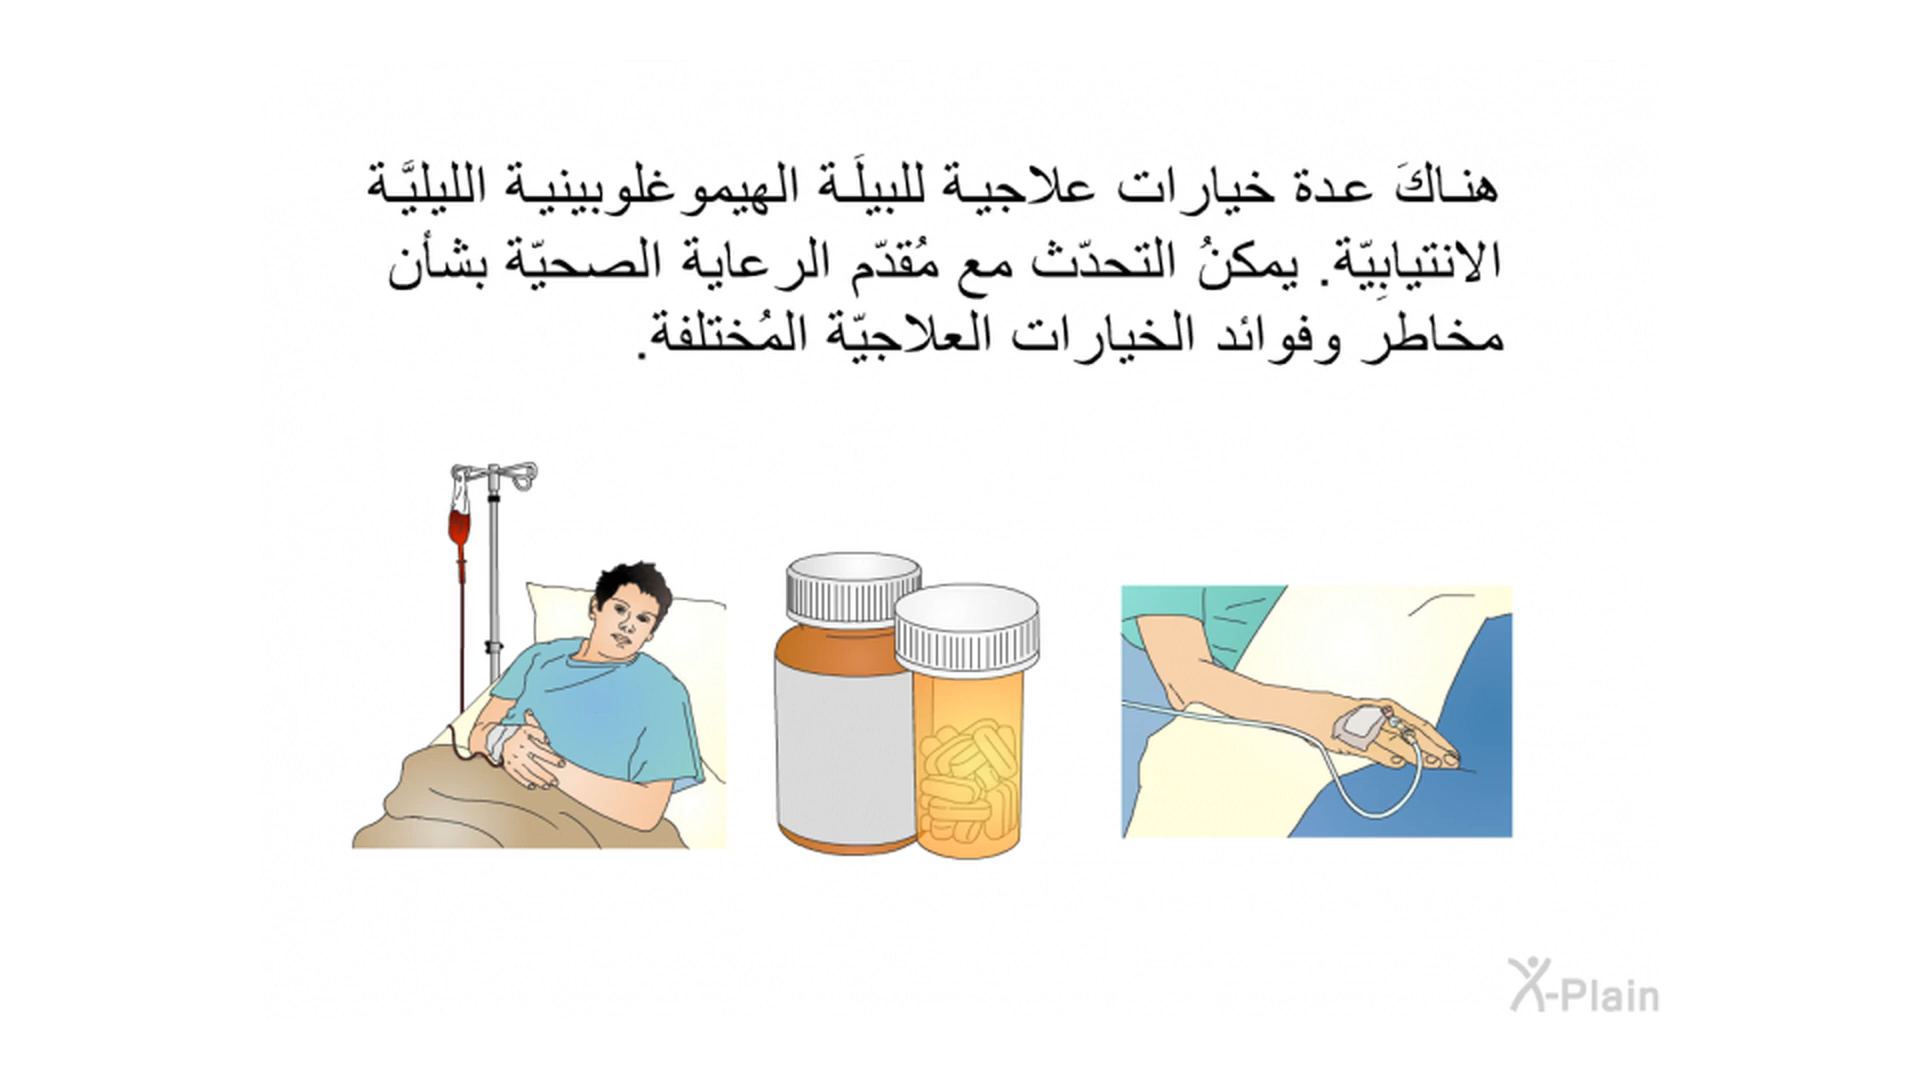 هناكَ عدة خيارات علاجية للبيلَة الهيموغلوبينية الليليَّة
الانتيابِيّة. يمكنُ التحدّث مع مُقدّم الرعاية الصحيّة بشأن
مخاطر وفوائد الخيارات العلاجيّة المُختلفة.
X-Plain